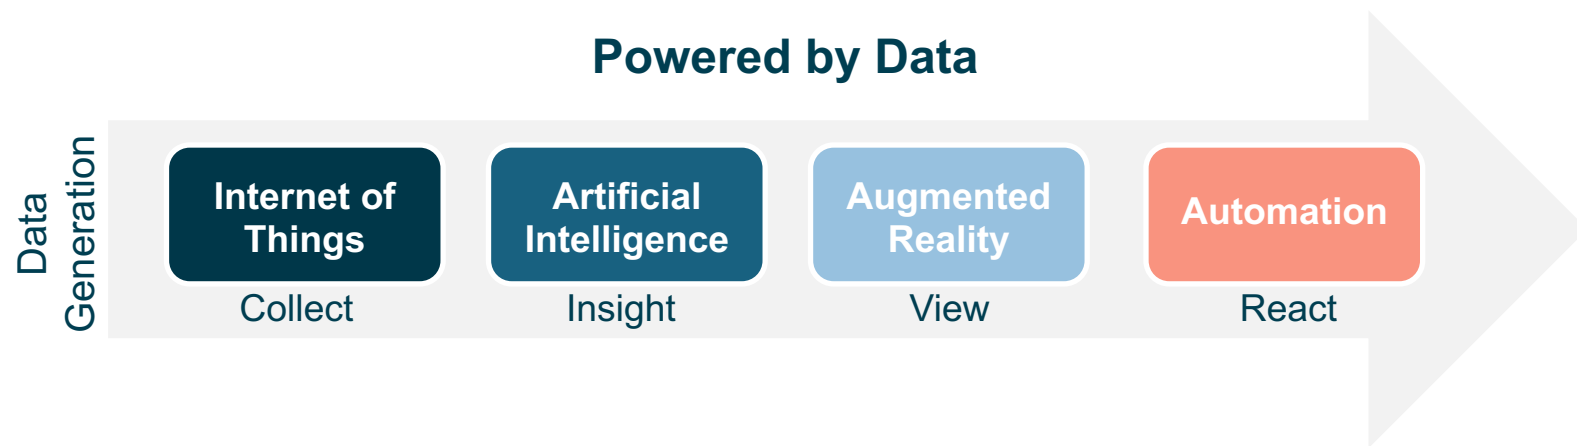 Powered by Data
Data
Generation
Internet of
Things
Collect
Artificial
Intelligence
Insight
Augmented
Reality
View
Automation
React